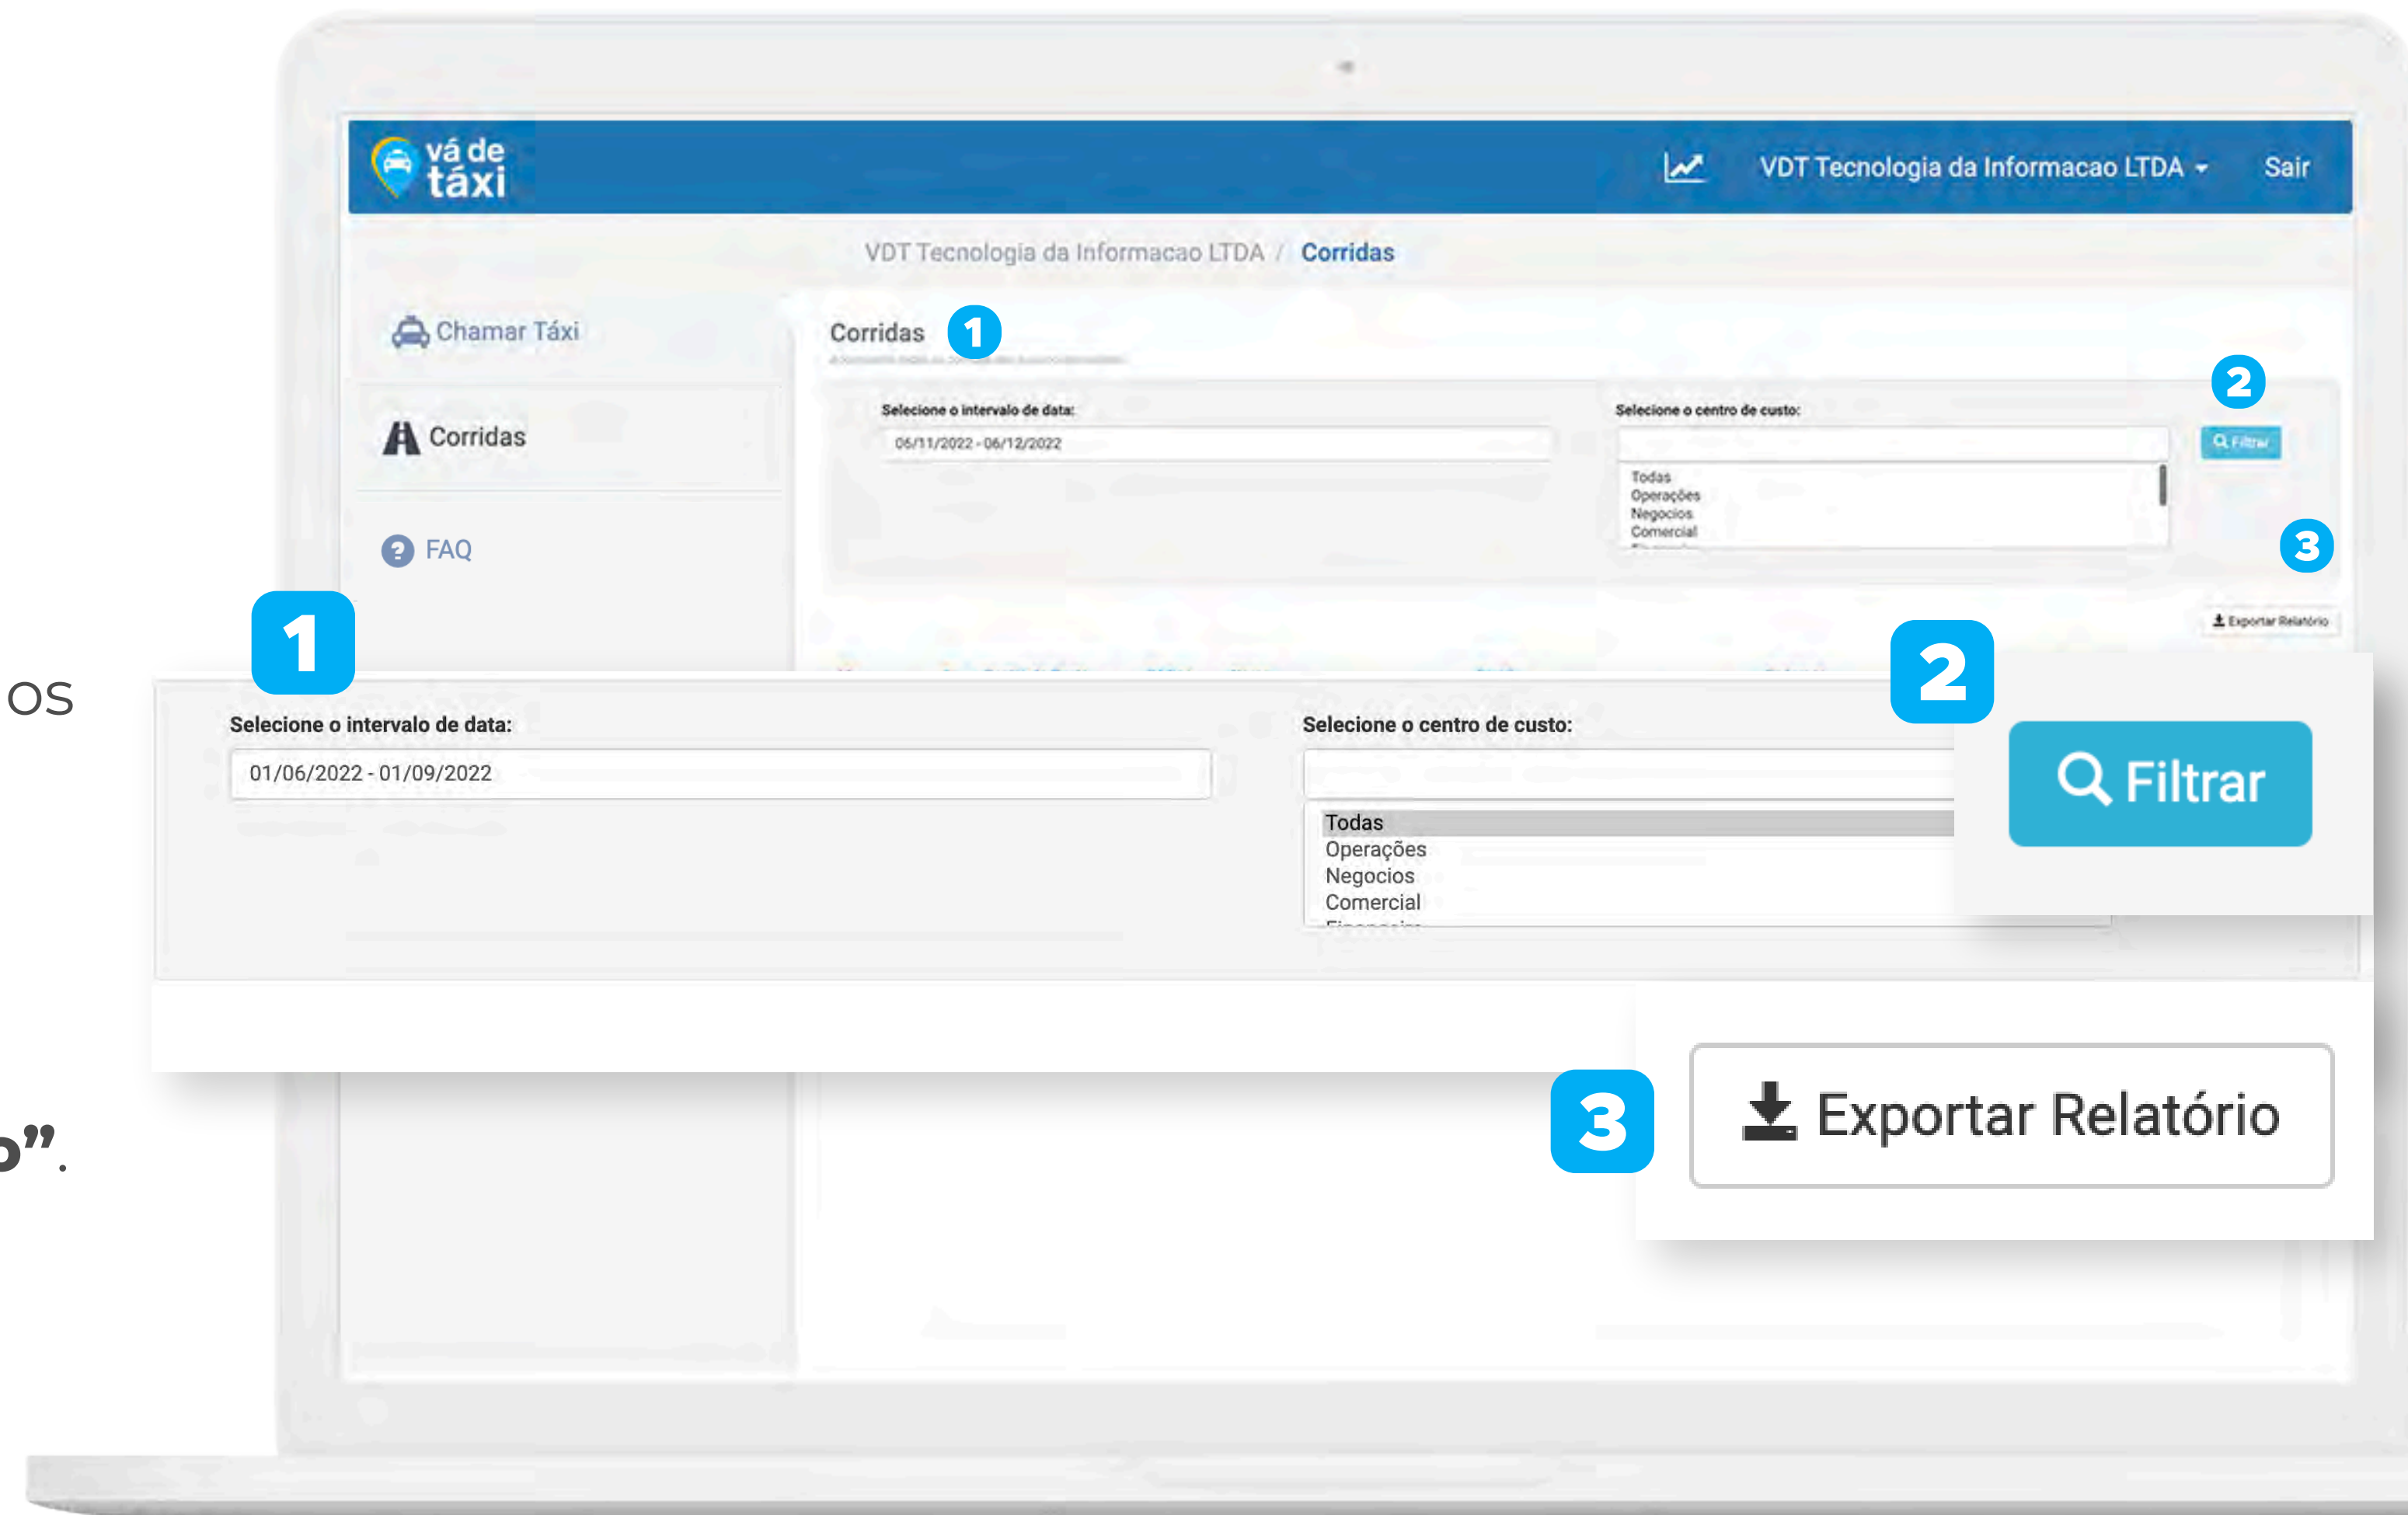 vá de
táxi
VDT Tecnologia da Informacao LTDA
Sair
VDT Tecnologia da Informacao LTDA / Corridas
Chamar Táxi
Corridas
FAQ
Corridas
1
2
Selecione o intervalo de data:
06/11/2022 - 06/12/2022
Selecione o centro de custo:
Todas
Operações
Negocios
Comercial
Filtrar
3
Exportar Relatório
os
1
Selecione o intervalo de data:
01/06/2022 - 01/09/2022
Selecione o centro de custo:
Todas
Operações
Negocios
Comercial
2
Filtrar
o”.
3
Exportar Relatório